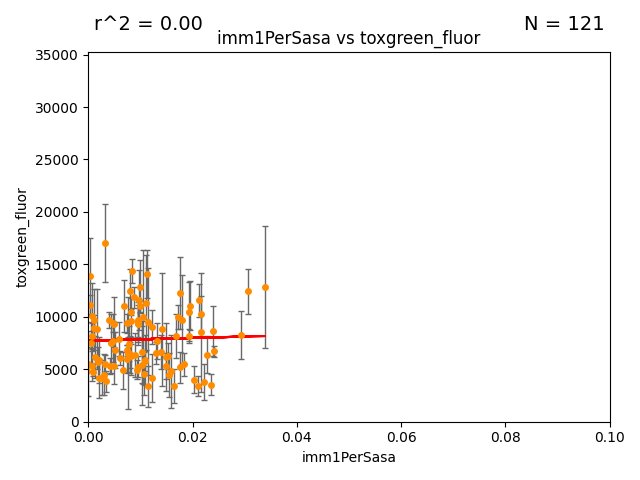 r^2 = 0.00
N = 121
imm1PerSasa vs toxgreen_fluor
35000
30000
25000
20000
15000
10000
5000
0
toxgreen_fluor
0.00
0.02
0.04
0.06
0.08
0.10
imm1PerSasa